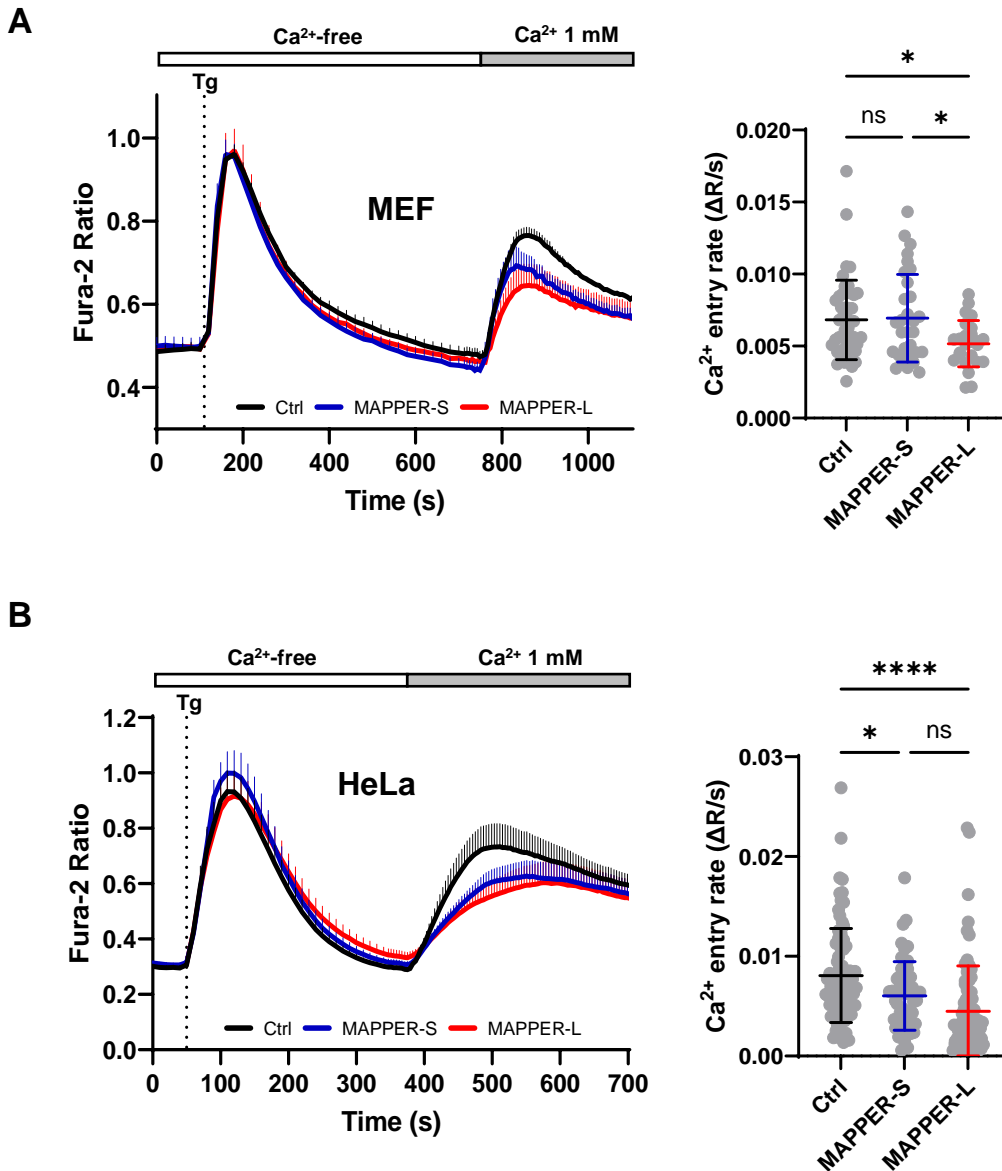 A
Ca²⁺-free
Ca²⁺ 1 mM
Tg
1.0
0.8
0.6
0.4
Fura-2 Ratio
MEF
Ctrl
MAPPER-S
MAPPER-L
0
200
400
600
800
1000
Time (s)
*
ns
*
0.020
0.015
0.010
0.005
0.000
Ca²⁺ entry rate (ΔR/s)
Ctrl
MAPPER-S
MAPPER-L
B
Ca²⁺-free
Ca²⁺ 1 mM
Tg
1.2
1.0
0.8
0.6
0.4
0.2
0.0
Fura-2 Ratio
HeLa
Ctrl
MAPPER-S
MAPPER-L
0
100
200
300
400
500
600
700
Time (s)
****
*
ns
0.03
0.02
0.01
0.00
Ca²⁺ entry rate (ΔR/s)
Ctrl
MAPPER-S
MAPPER-L